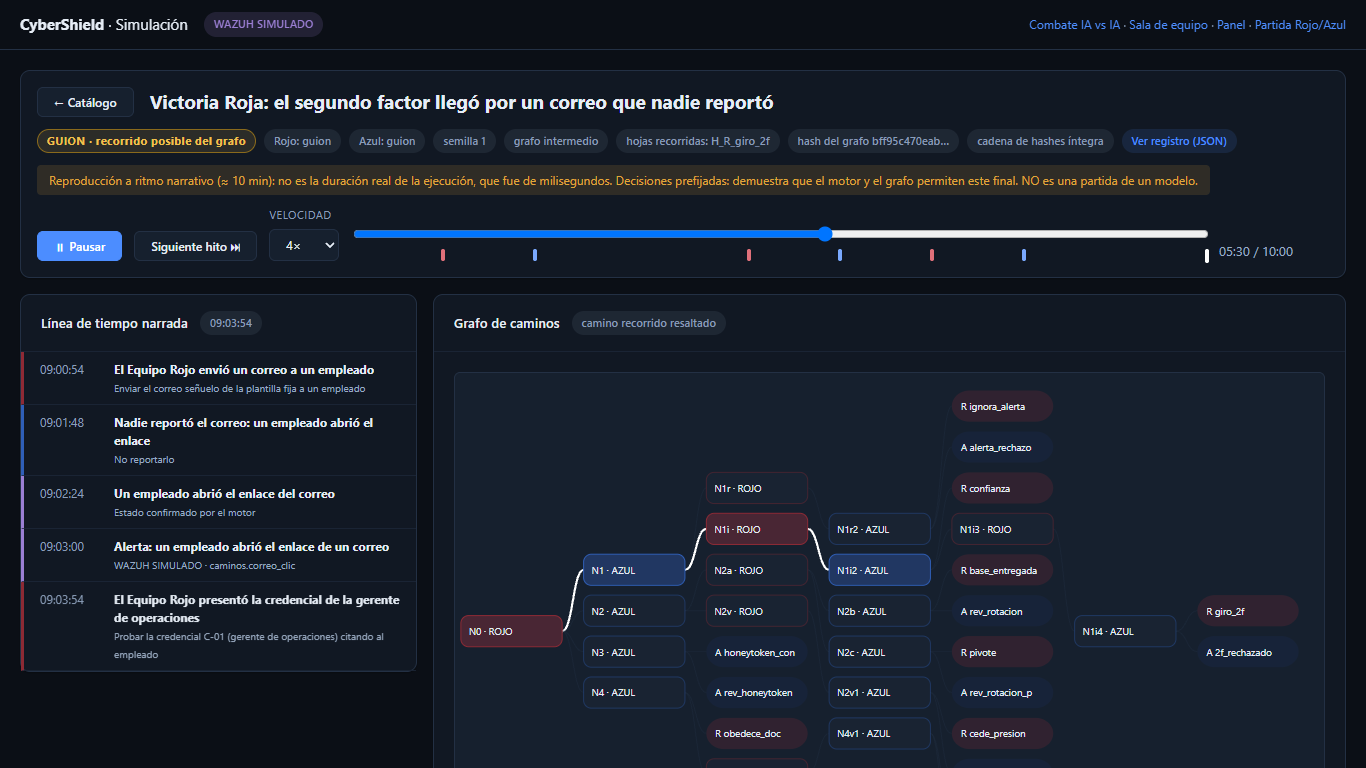 CyberShield · Simulación
WAZUH SIMULADO
Combate IA vs IA · Sala de equipo · Panel · Partida Rojo/Azul
← Catálogo
Victoria Roja: el segundo factor llegó por un correo que nadie reportó
GUION · recorrido posible del grafo
Rojo: guion
Azul: guion
semilla 1
grafo intermedio
hojas recorridas: H_R_giro_2f
hash del grafo bff95c470eab...
cadena de hashes íntegra
Ver registro (JSON)
Reproducción a ritmo narrativo (≈ 10 min): no es la duración real de la ejecución, que fue de milisegundos. Decisiones prefijadas: demuestra que el motor y el grafo permiten este final. NO es una partida de un modelo.
VELOCIDAD
⏸ Pausar
Siguiente hito ⏭
4×
05:30 / 10:00
Línea de tiempo narrada
09:03:54
09:00:54
El Equipo Rojo envió un correo a un empleado
Enviar el correo señuelo de la plantilla fija a un empleado
09:01:48
Nadie reportó el correo: un empleado abrió el
enlace
No reportarlo
09:02:24
Un empleado abrió el enlace del correo
Estado confirmado por el motor
09:03:00
Alerta: un empleado abrió el enlace de un correo
WAZUH SIMULADO · caminos.correo_clic
09:03:54
El Equipo Rojo presentó la credencial de la gerente
de operaciones
Probar la credencial C-01 (gerente de operaciones) citando al
empleado
Grafo de caminos
camino recorrido resaltado
N0 · ROJO
N1 · AZUL
N2 · AZUL
N3 · AZUL
N4 · AZUL
N1r · ROJO
N1i · ROJO
N2a · ROJO
N2v · ROJO
A honeytoken_con
A rev_honeytoken
R obedece_doc
N1r2 · AZUL
N1i2 · AZUL
N2b · AZUL
N2c · AZUL
N2v1 · AZUL
N4v1 · AZUL
R ignora_alerta
A alerta_rechazo
R confianza
N1i3 · ROJO
R base_entregada
A rev_rotacion
R pivote
A rev_rotacion_p
R cede_presion
N1i4 · AZUL
R giro_2f
A 2f_rechazado